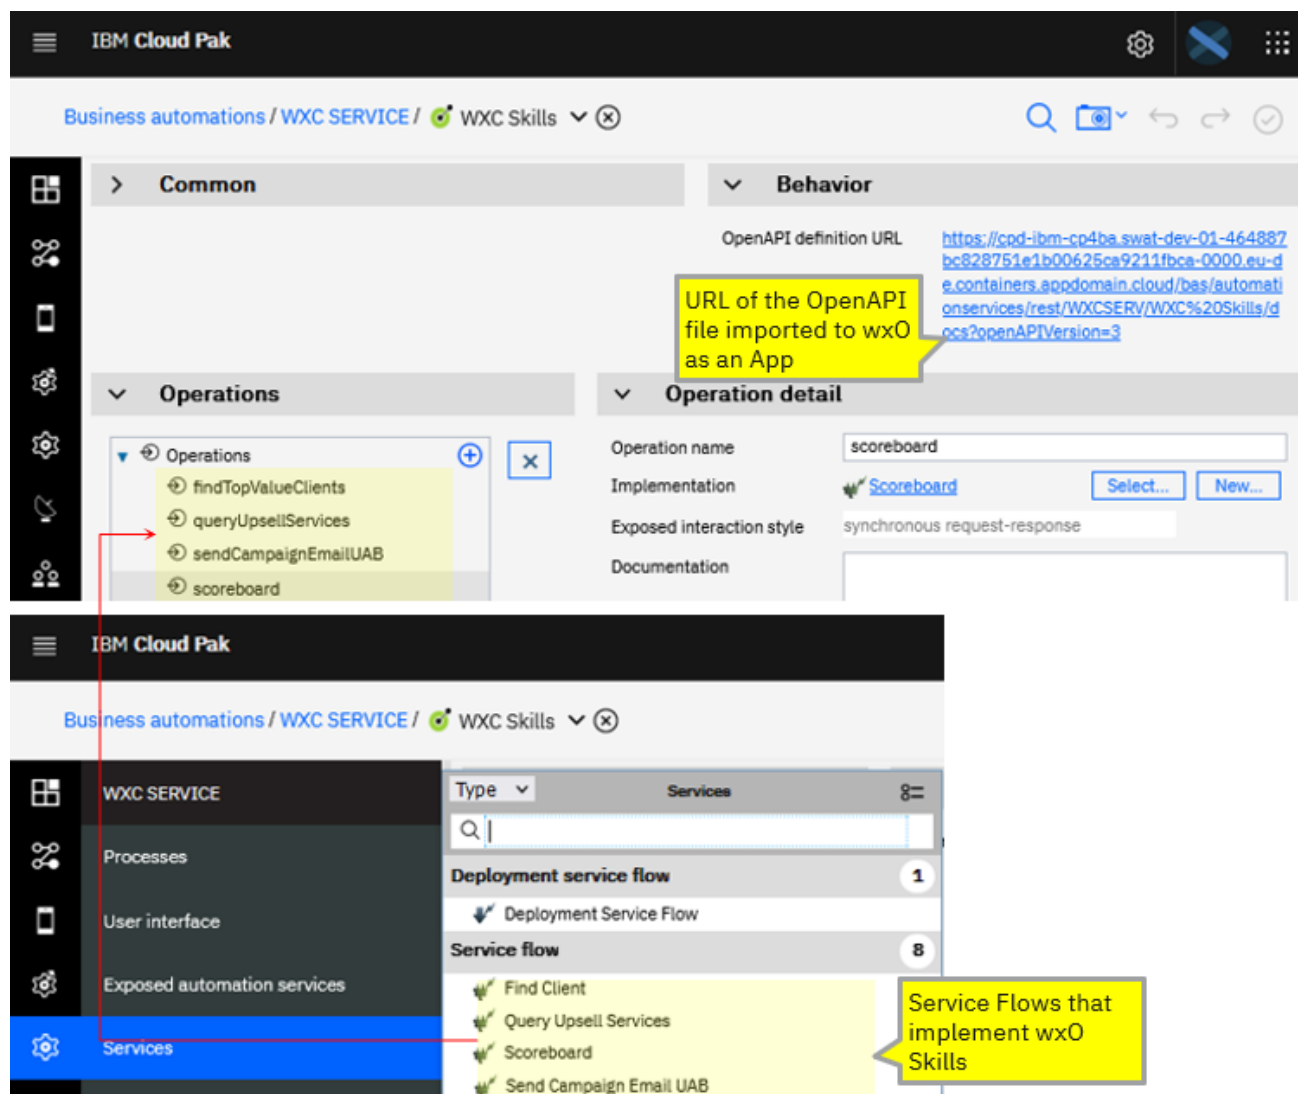 IBM Cloud Pak
Business automations / WXC SERVICE / WXC Skills
Common
Behavior
OpenAPI definition URL
https://cpd-ibm-cp4ba.swat-dev-01-464887
bc828751e1b00625ca9211fbca-0000.eu-d
e.containers.appdomain.cloud/bas/automati
onservices/rest/WXCSERV/WXC%20Skills/d
ocs?openAPIVersion=3
URL of the OpenAPI
file imported to wxO
as an App
Operations
Operation detail
Operations
findTopValueClients
queryUpsellServices
sendCampaignEmailUAB
scoreboard
Operation name
scoreboard
Implementation
Scoreboard
Select...
New...
Exposed interaction style
synchronous request-response
Documentation
IBM Cloud Pak
Business automations / WXC SERVICE / WXC Skills
WXC SERVICE
Processes
User interface
Exposed automation services
Services
Type
Services
Deployment service flow
1
Deployment Service Flow
Service flow
8
Find Client
Query Upsell Services
Scoreboard
Send Campaign Email UAB
Service Flows that
implement wxO
Skills